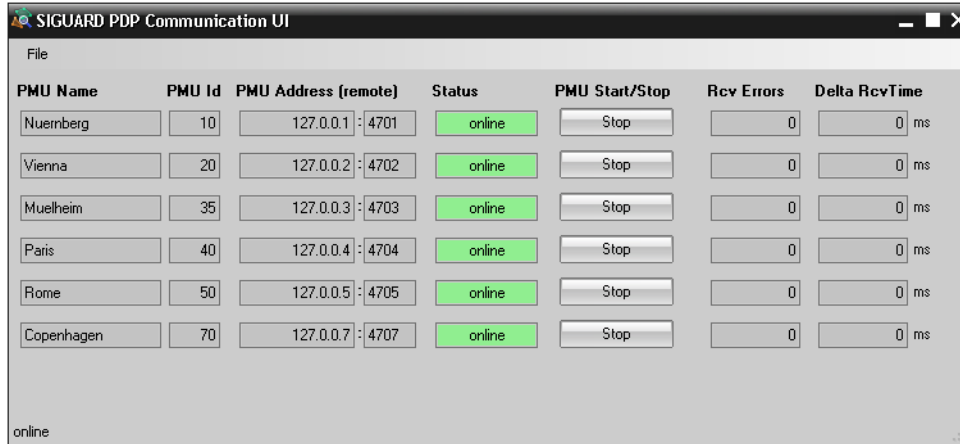 SIGUARD PDP Communication UI
File
PMU Name PMU Id PMU Address (remote) Status PMU Start/Stop Rcv Errors Delta RcvTime
Nuernberg 10 127.0.0.1 : 4701 online Stop 0 0 ms
Vienna 20 127.0.0.2 : 4702 online Stop 0 0 ms
Muelheim 35 127.0.0.3 : 4703 online Stop 0 0 ms
Paris 40 127.0.0.4 : 4704 online Stop 0 0 ms
Rome 50 127.0.0.5 : 4705 online Stop 0 0 ms
Copenhagen 70 127.0.0.7 : 4707 online Stop 0 0 ms
online